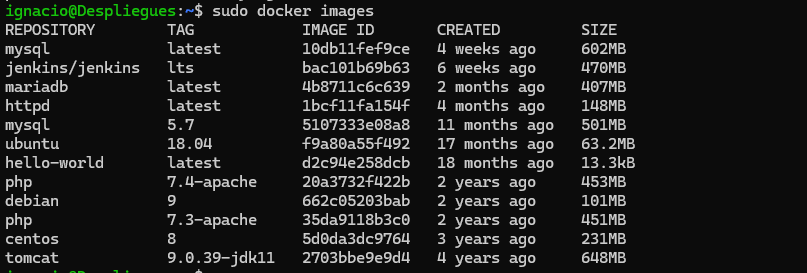 ignacio@Despliegues:~$ sudo docker images
REPOSITORY TAG IMAGE ID CREATED SIZE
mysql latest 10db11fef9ce 4 weeks ago 602MB
jenkins/jenkins lts bac101b69b63 6 weeks ago 470MB
mariadb latest 4b8711c6c639 2 months ago 407MB
httpd latest 1bcf11fa154f 4 months ago 148MB
mysql 5.7 5107333e08a8 11 months ago 501MB
ubuntu 18.04 f9a80a55f492 17 months ago 63.2MB
hello-world latest d2c94e258dcb 18 months ago 13.3kB
php 7.4-apache 20a3732f422b 2 years ago 453MB
debian 9 662c05203bab 2 years ago 101MB
php 7.3-apache 35da9118b3c0 2 years ago 451MB
centos 8 5d0da3dc9764 3 years ago 231MB
tomcat 9.0.39-jdk11 2703bbe9e9d4 4 years ago 648MB